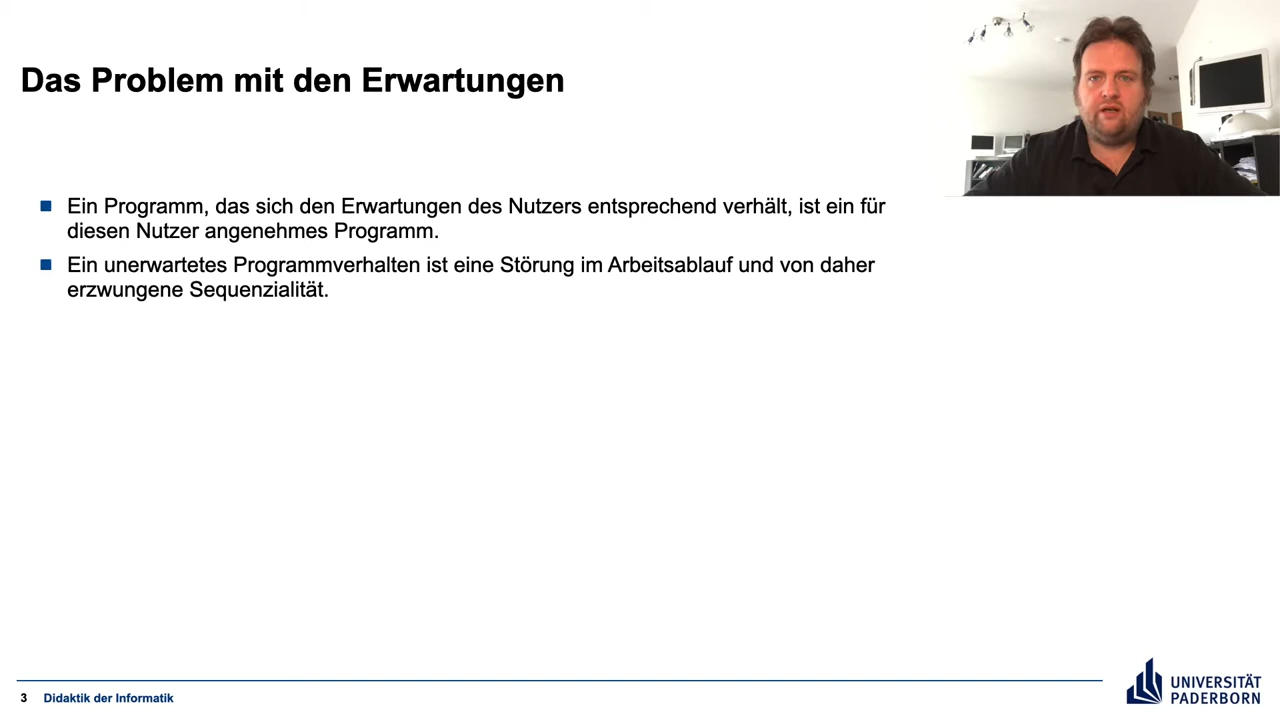 Das Problem mit den Erwartungen
Ein Programm, das sich den Erwartungen des Nutzers entsprechend verhält, ist ein für
diesen Nutzer angenehmes Programm.
Ein unerwartetes Programmverhalten ist eine Störung im Arbeitsablauf und von daher
erzwungene Sequenzialität.
3 Didaktik der Informatik
UNIVERSITÄT
PADERBORN